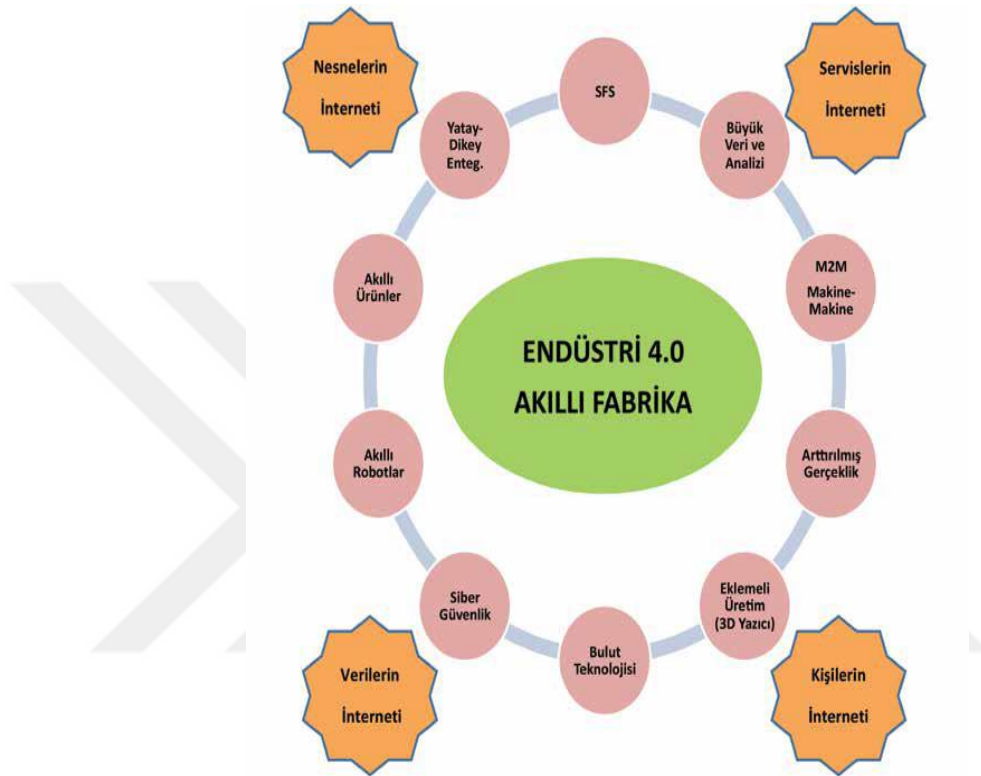 Nesnelerin
İnterneti
Servislerin
İnterneti
SFS
Yatay-
Dikey
Enteg.
Büyük
Veri ve
Analizi
Akıllı
Ürünler
M2M
Makine-
Makine
ENDÜSTRİ 4.0
AKILLI FABRİKA
Akıllı
Robotlar
Arttırılmış
Gerçeklik
Siber
Güvenlik
Eklemeli
Üretim
(3D Yazıcı)
Bulut
Teknolojisi
Verilerin
İnterneti
Kişilerin
İnterneti